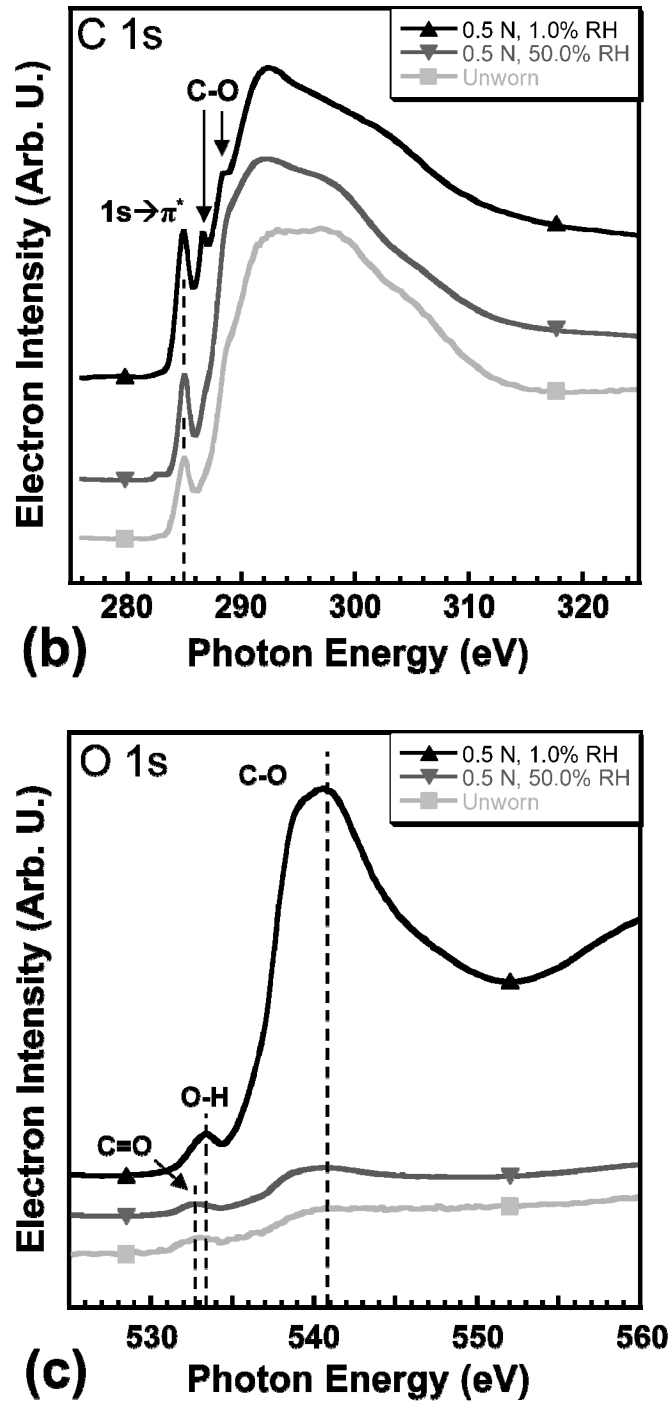 C 1s
0.5 N, 1.0% RH
0.5 N, 50.0% RH
Unworn
C-O
1s→π*
Electron Intensity (Arb. U.)
280 290 300 310 320
(b) Photon Energy (eV)
O 1s
0.5 N, 1.0% RH
0.5 N, 50.0% RH
Unworn
C-O
O-H
C=O
Electron Intensity (Arb. U.)
530 540 550 560
(c) Photon Energy (eV)